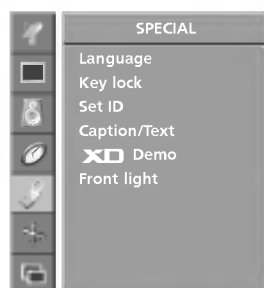 SPECIAL
Language
Key lock
Set ID
Caption/Text
XD Demo
Front light